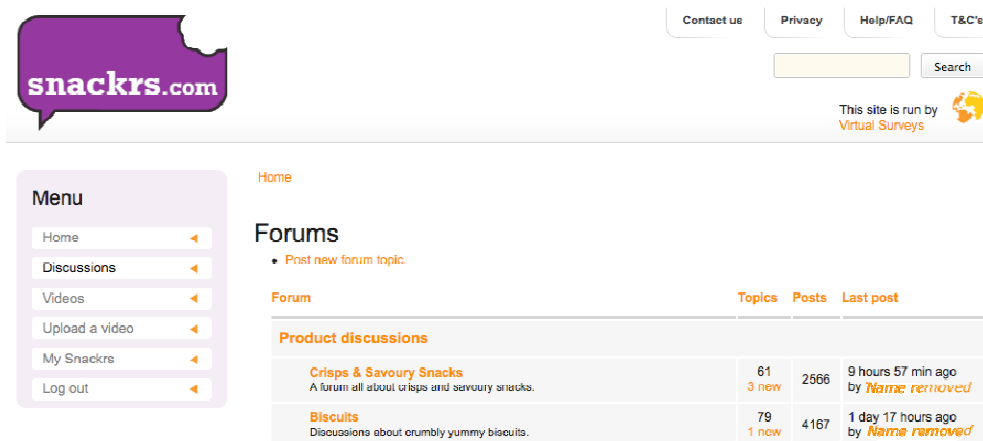 Contact us
Privacy
Help/FAQ
T&C's
snackrs.com
Search
This site is run by
Virtual Surveys
Menu
Home
Discussions
Videos
Upload a video
My Snackrs
Log out
Home
Forums
Post new forum topic.
Forum Topics Posts Last post
Product discussions
Crisps & Savoury Snacks 61 2566 9 hours 57 min ago
A forum all about crisps and savoury snacks. 3 new by Name removed
Biscuits 79 4167 1 day 17 hours ago
Discussions about crumbly yummy biscuits. 1 new by Name removed